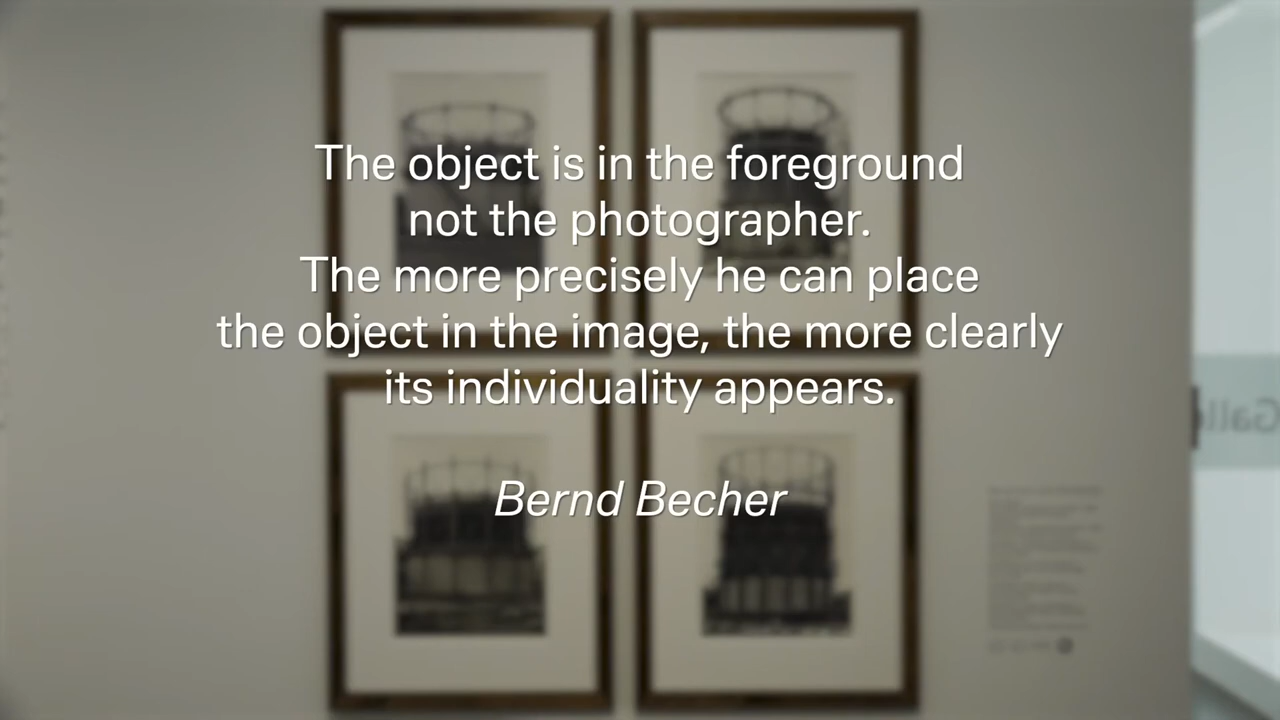 The object is in the foreground
not the photographer.
The more precisely he can place
the object in the image, the more clearly
its individuality appears.
Bernd Becher